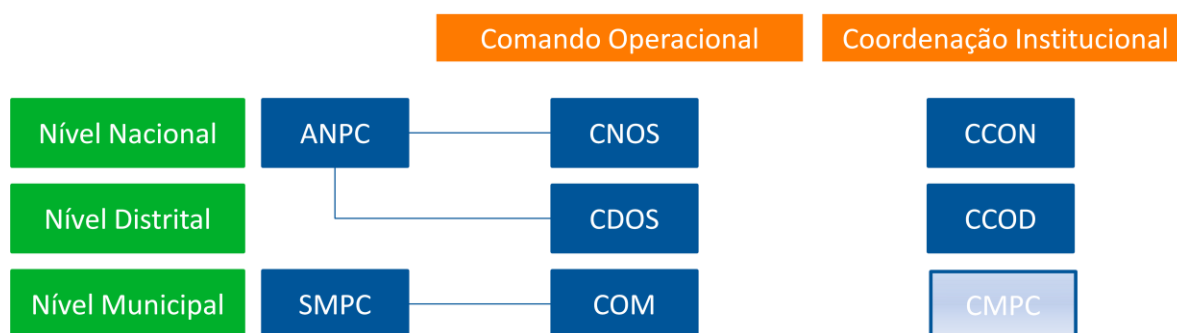 Comando Operacional Coordenação Institucional
Nível Nacional ANPC CNOS CCON
Nível Distrital CDOS CCOD
Nível Municipal SMPC COM CMPC